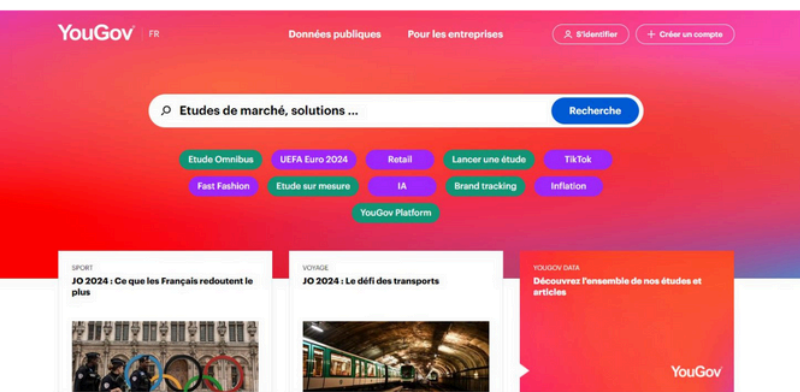 YouGov FR Données publiques Pour les entreprises S'identifier + Créer un compte
Etudes de marché, solutions ... Recherche
Etude Omnibus UEFA Euro 2024 Retail Lancer une étude TikTok
Fast Fashion Etude sur mesure IA Brand tracking Inflation
YouGov Platform
SPORT
JO 2024 : Ce que les Français redoutent le
plus
VOYAGE
JO 2024 : Le défi des transports
YOUGOV DATA
Découvrez l'ensemble de nos études et
articles
YouGov